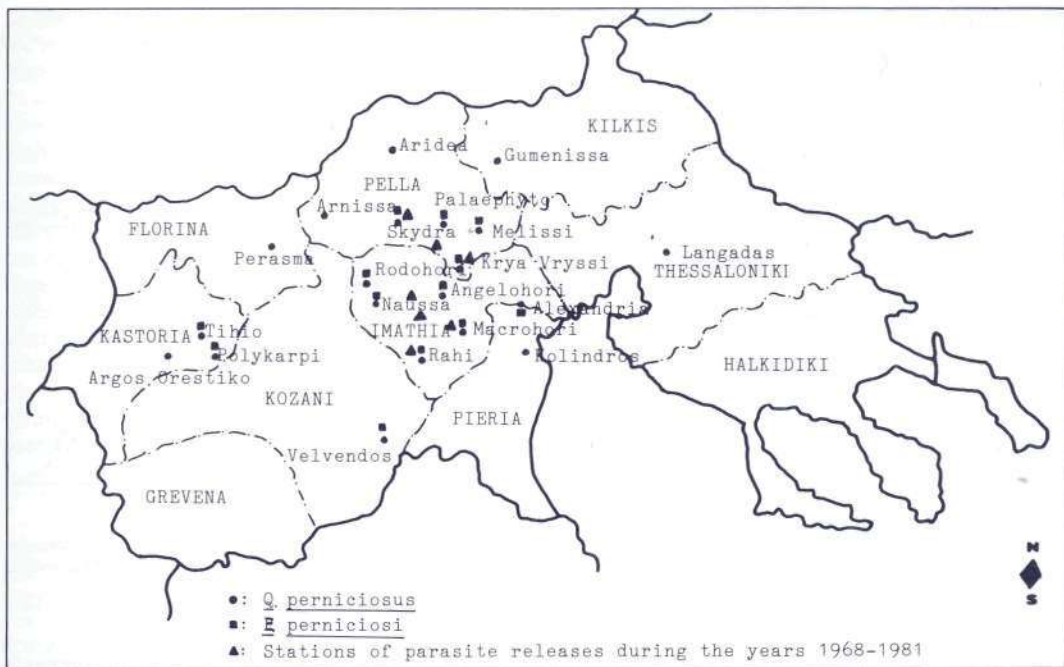 KILKIS
Aridea
Gumenissa
PELLA
Palaephyto
Arnissa
FLORINA
Skydra
Melissi
Langadas
Perasma
Krya Vryssi
THESSALONIKI
Rodohori
Angelohori
Naussa
Alexandria
Tihio
IMATHIA
Macrohori
KASTORIA
Polykarpi
Rahi
Kolindros
HALKIDIKI
Argos Orestiko
KOZANI
PIERIA
Velvendos
GREVENA
N
S
●: Q perniciosus
■: P perniciosi
▲: Stations of parasite releases during the years 1968-1981